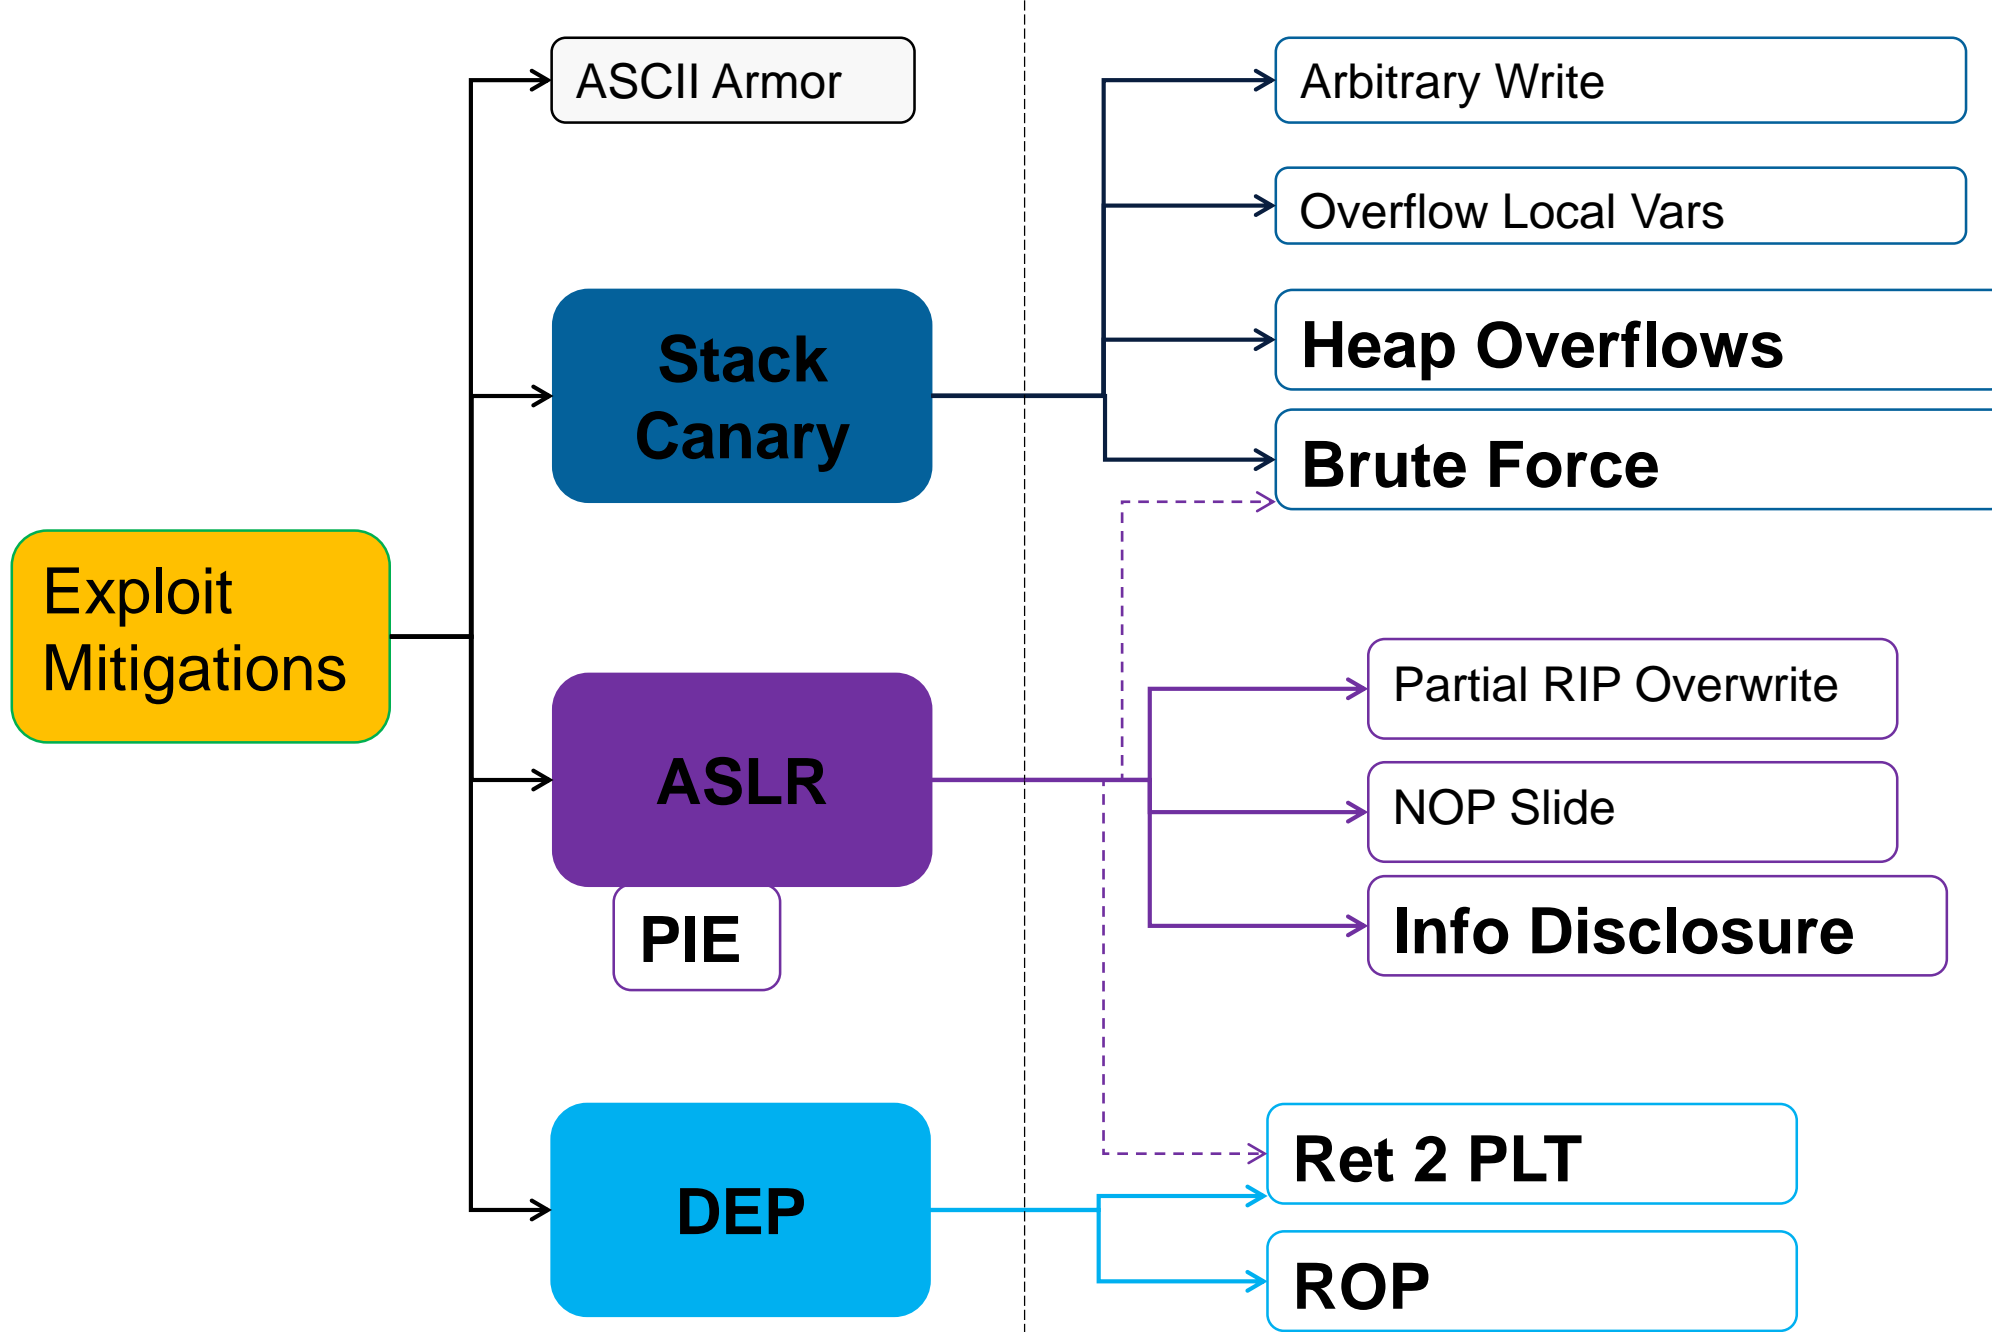 Exploit
Mitigations
ASCII Armor
Stack
Canary
ASLR
PIE
DEP
Arbitrary Write
Overflow Local Vars
Heap Overflows
Brute Force
Partial RIP Overwrite
NOP Slide
Info Disclosure
Ret 2 PLT
ROP